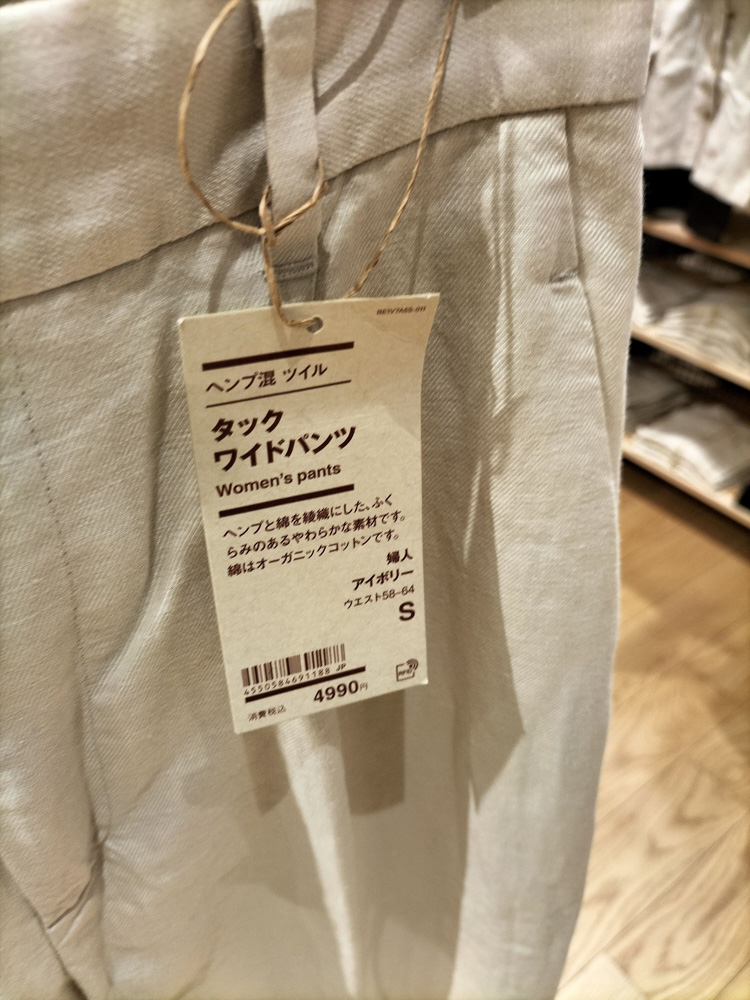 ヘンプ混 ツイル
タック
ワイドパンツ
Women's pants
ヘンプと綿を綾織にした、ふく
らみのあるやわらかな素材です。
綿はオーガニックコットンです。
婦人
アイボリー
ウエスト58-64
S
4550584691188 JP
消費税込 4990円